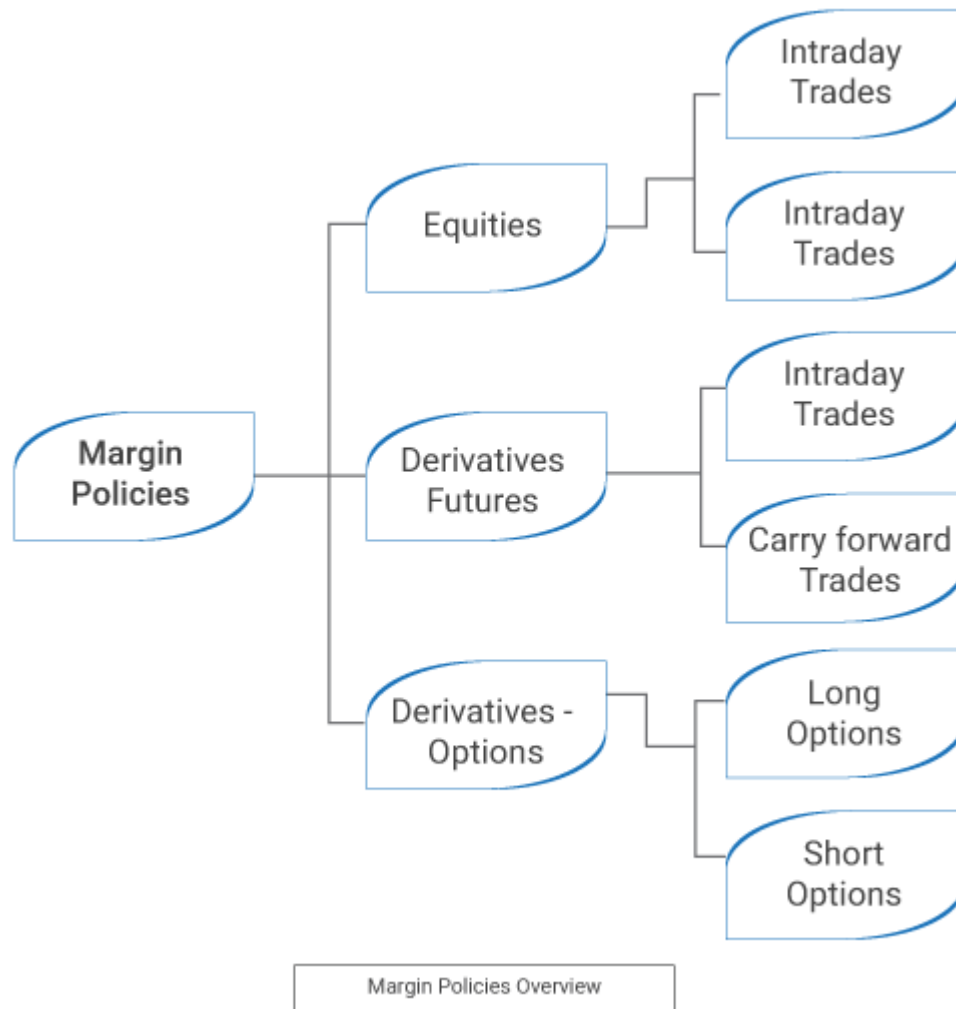 Margin
Policies
Equities
Intraday
Trades
Intraday
Trades
Derivatives
Futures
Intraday
Trades
Carry forward
Trades
Derivatives -
Options
Long
Options
Short
Options
Margin Policies Overview